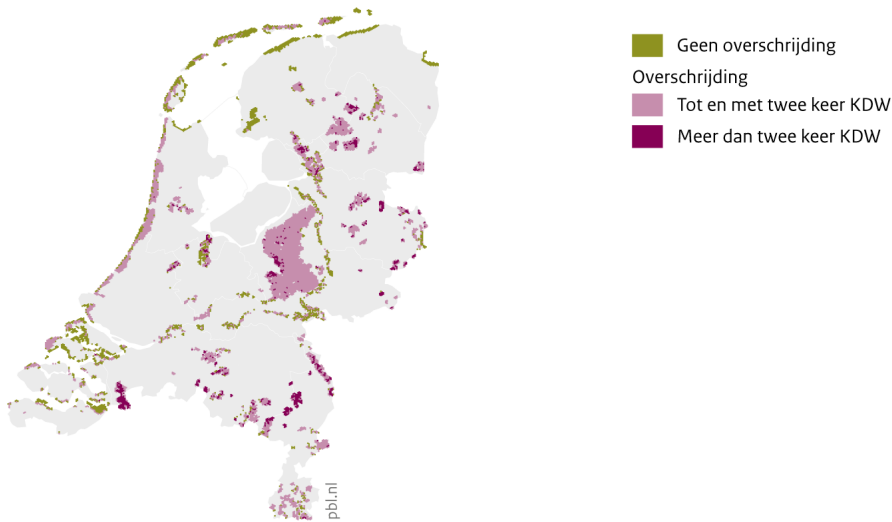 Geen overschrijding
Overschrijding
Tot en met twee keer KDW
Meer dan twee keer KDW
pbl.nl